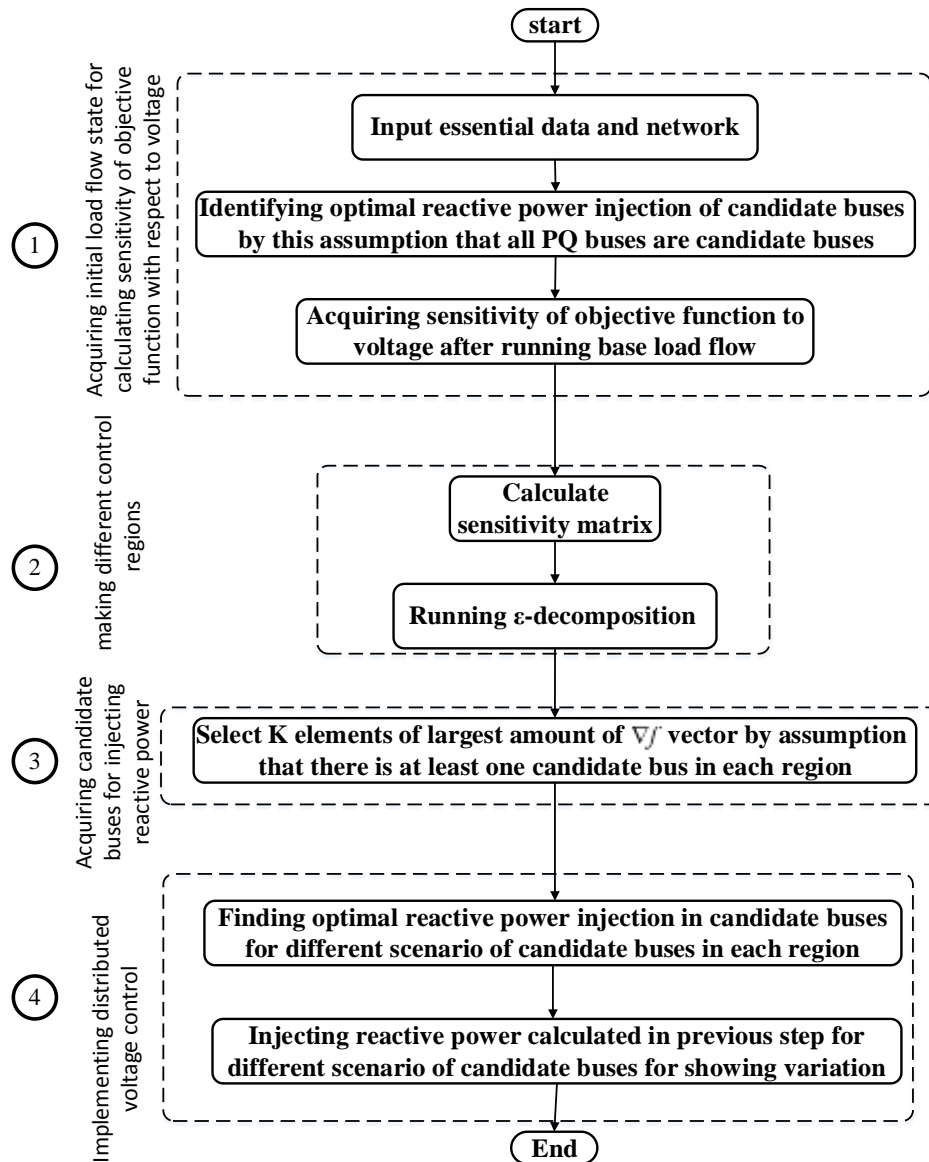 start
1
Acquiring initial load flow state for
calculating sensitivity of objective
function with respect to voltage
Input essential data and network
Identifying optimal reactive power injection of candidate buses
by this assumption that all PQ buses are candidate buses
Acquiring sensitivity of objective function to
voltage after running base load flow
2
making different control
regions
Calculate
sensitivity matrix
Running ε-decomposition
3
Acquiring candidate
buses for injecting
reactive power
Select K elements of largest amount of ∇f vector by assumption
that there is at least one candidate bus in each region
4
Implementing distributed
voltage control
Finding optimal reactive power injection in candidate buses
for different scenario of candidate buses in each region
Injecting reactive power calculated in previous step for
different scenario of candidate buses for showing variation
End